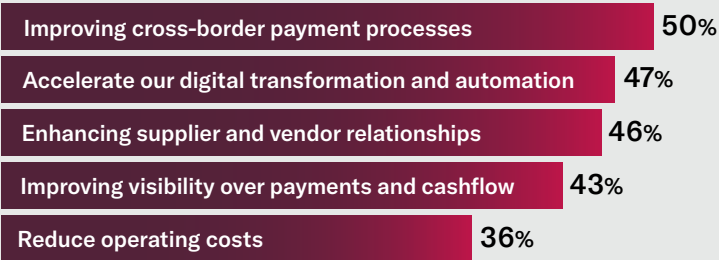 Improving cross-border payment processes 50%
Accelerate our digital transformation and automation 47%
Enhancing supplier and vendor relationships 46%
Improving visibility over payments and cashflow 43%
Reduce operating costs 36%